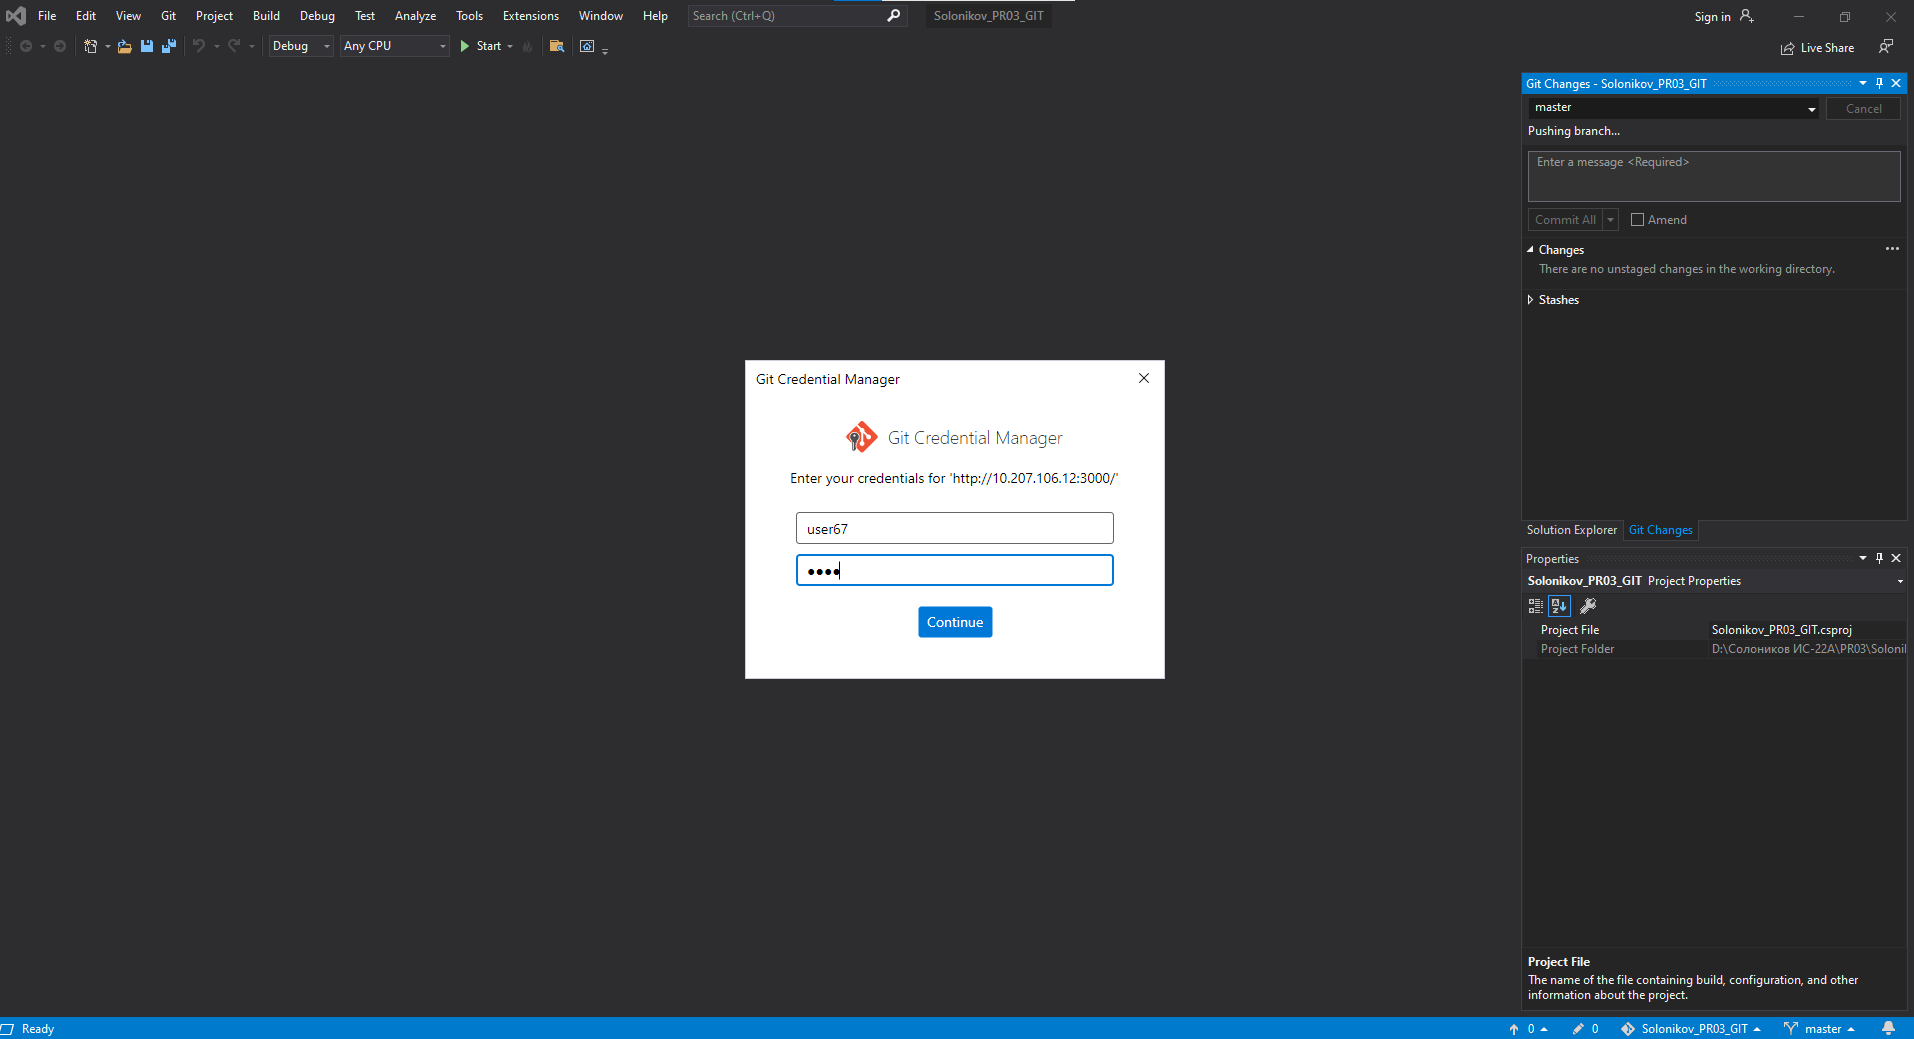 File Edit View Git Project Build Debug Test Analyze Tools Extensions Window Help Search (Ctrl+Q) Solonikov_PR03_GIT Sign in
Debug Any CPU Start Live Share
Git Changes - Solonikov_PR03_GIT
master Cancel
Pushing branch...
Enter a message <Required>
Commit All Amend
Changes
There are no unstaged changes in the working directory.
Stashes
Git Credential Manager
Git Credential Manager
Enter your credentials for 'http://10.207.106.12:3000/'
user67
••••
Continue
Solution Explorer Git Changes
Properties
Solonikov_PR03_GIT Project Properties
Project File Solonikov_PR03_GIT.csproj
Project Folder D:\Солоников ИС-22А\PR03\Solonil
Project File
The name of the file containing build, configuration, and other
information about the project.
Ready 0 0 Solonikov_PR03_GIT master